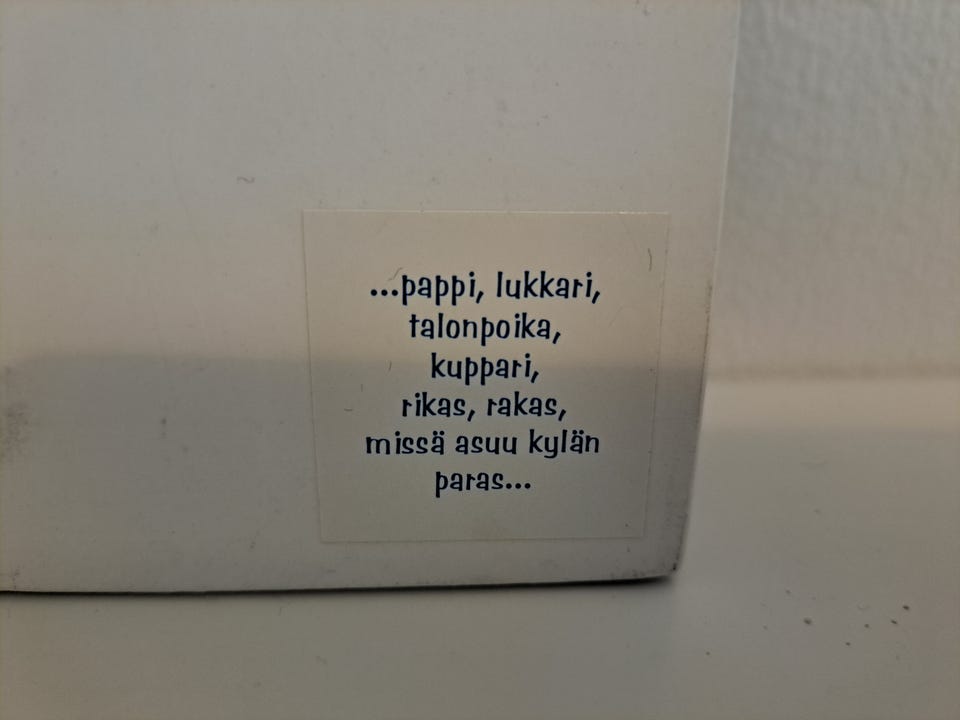 ...pappi, lukkari,
talonpoika,
kuppari,
rikas, rakas,
missä asuu kylän
paras...